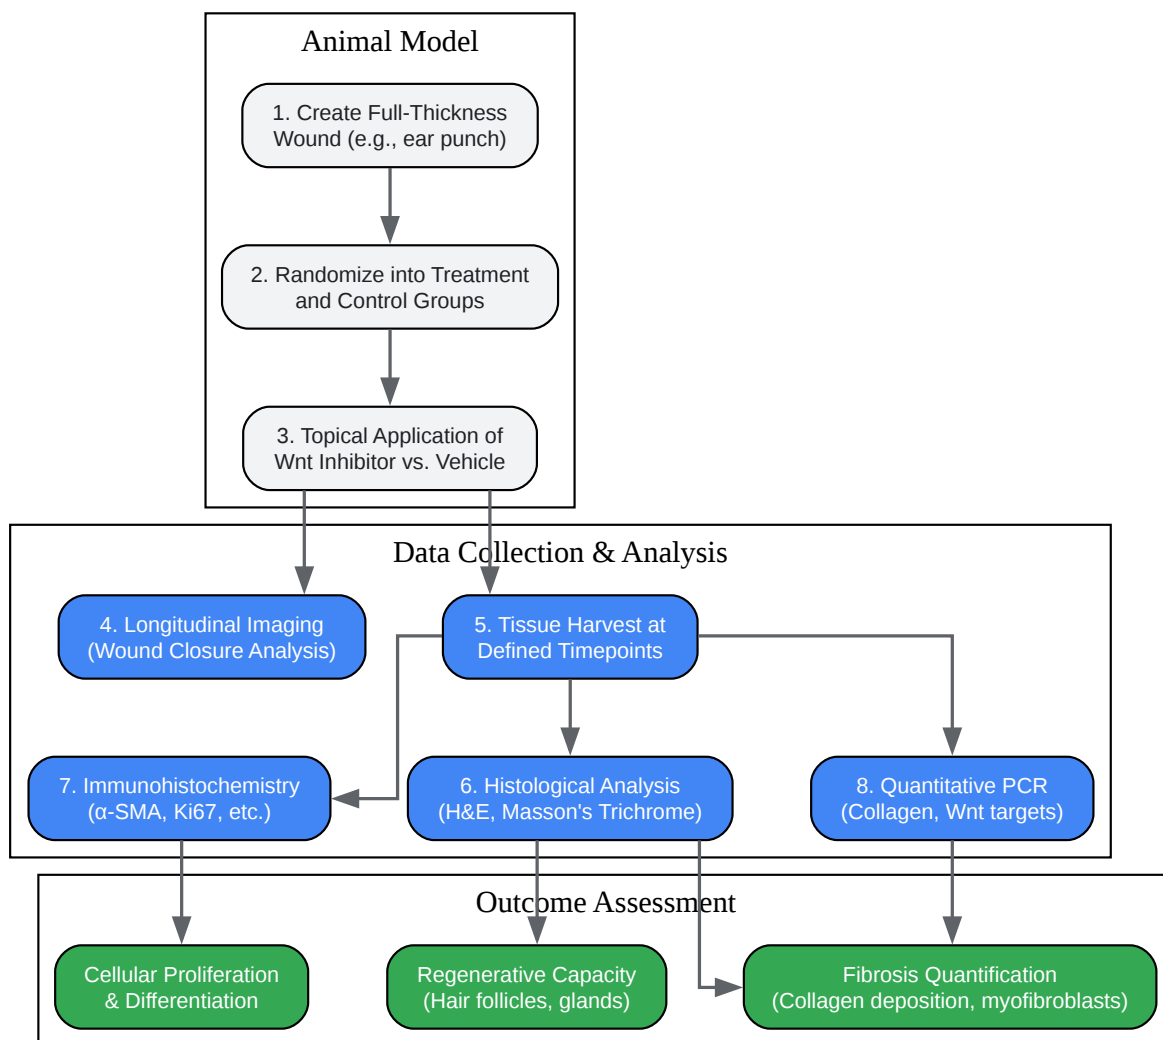 Animal Model
1. Create Full-Thickness
Wound (e.g., ear punch)
2. Randomize into Treatment
and Control Groups
3. Topical Application of
Wnt Inhibitor vs. Vehicle
Data Collection & Analysis
4. Longitudinal Imaging
(Wound Closure Analysis)
5. Tissue Harvest at
Defined Timepoints
7. Immunohistochemistry
(α-SMA, Ki67, etc.)
6. Histological Analysis
(H&E, Masson's Trichrome)
8. Quantitative PCR
(Collagen, Wnt targets)
Outcome Assessment
Cellular Proliferation
& Differentiation
Regenerative Capacity
(Hair follicles, glands)
Fibrosis Quantification
(Collagen deposition, myofibroblasts)